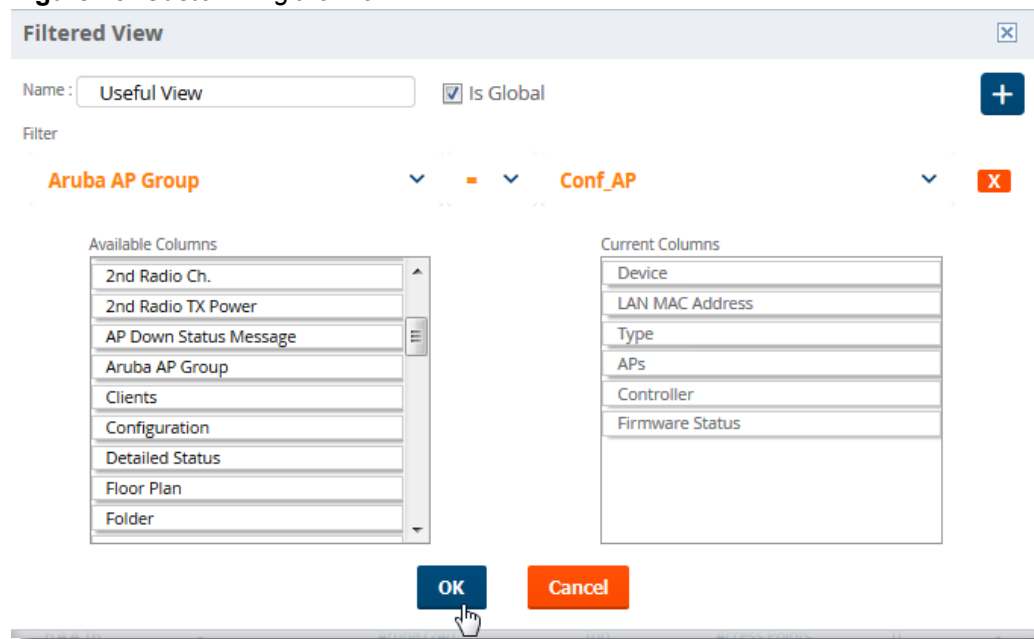 Filtered View
Name : Useful View Is Global +
Filter
Aruba AP Group = Conf_AP X
Available Columns
2nd Radio Ch.
2nd Radio TX Power
AP Down Status Message
Aruba AP Group
Clients
Configuration
Detailed Status
Floor Plan
Folder
Current Columns
Device
LAN MAC Address
Type
APs
Controller
Firmware Status
OK Cancel